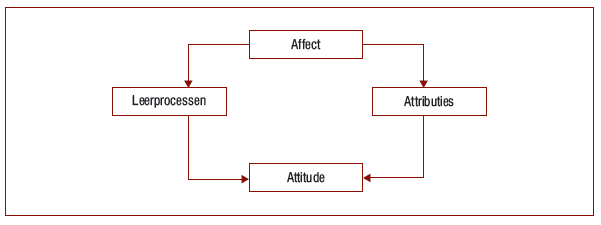 Affect
Leerprocessen
Attributies
Attitude